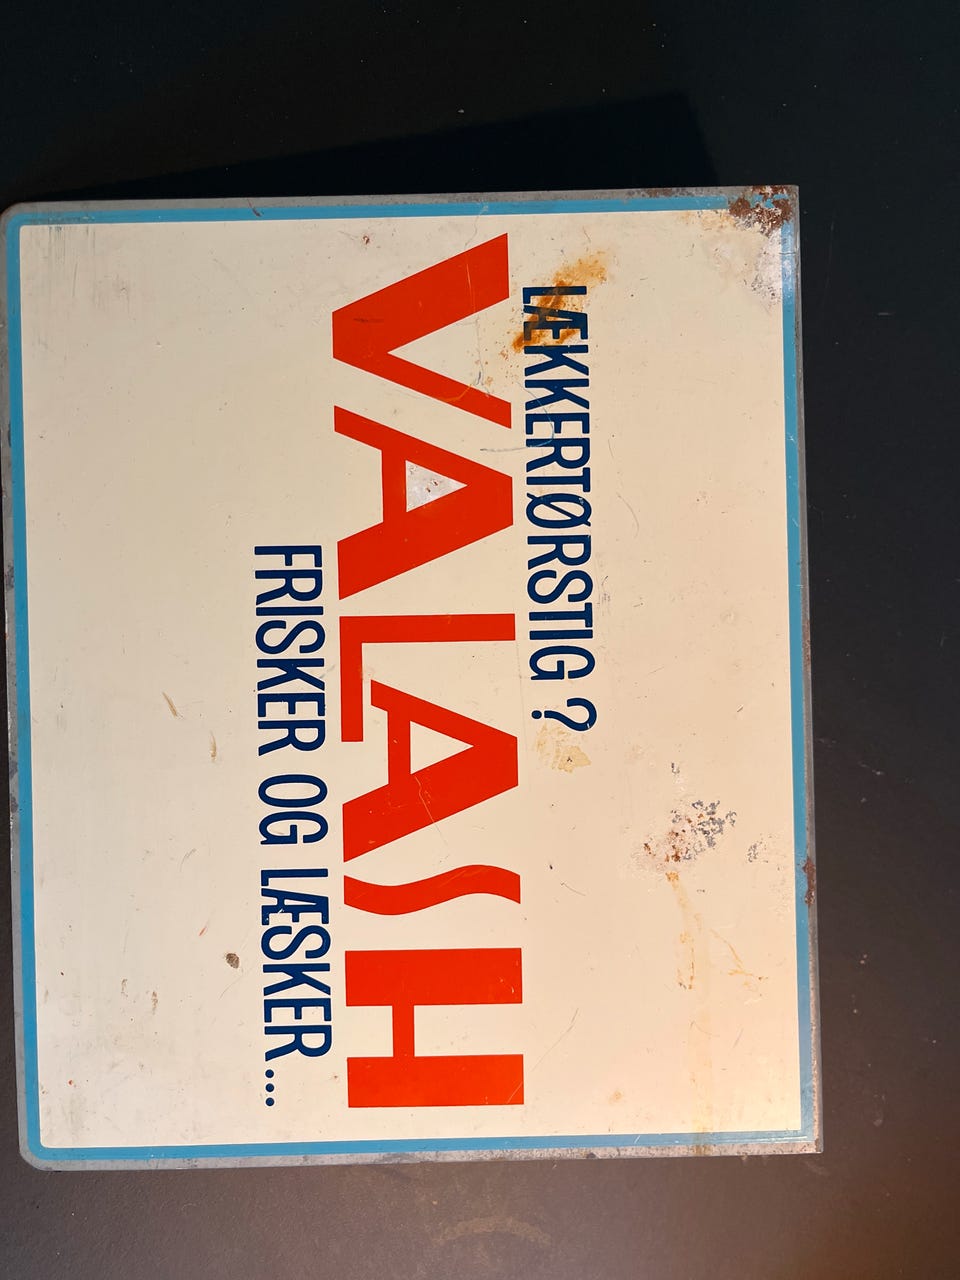 LÆKKERTØRSTIG ?
VALASH
FRISKER OG LÆSKER...